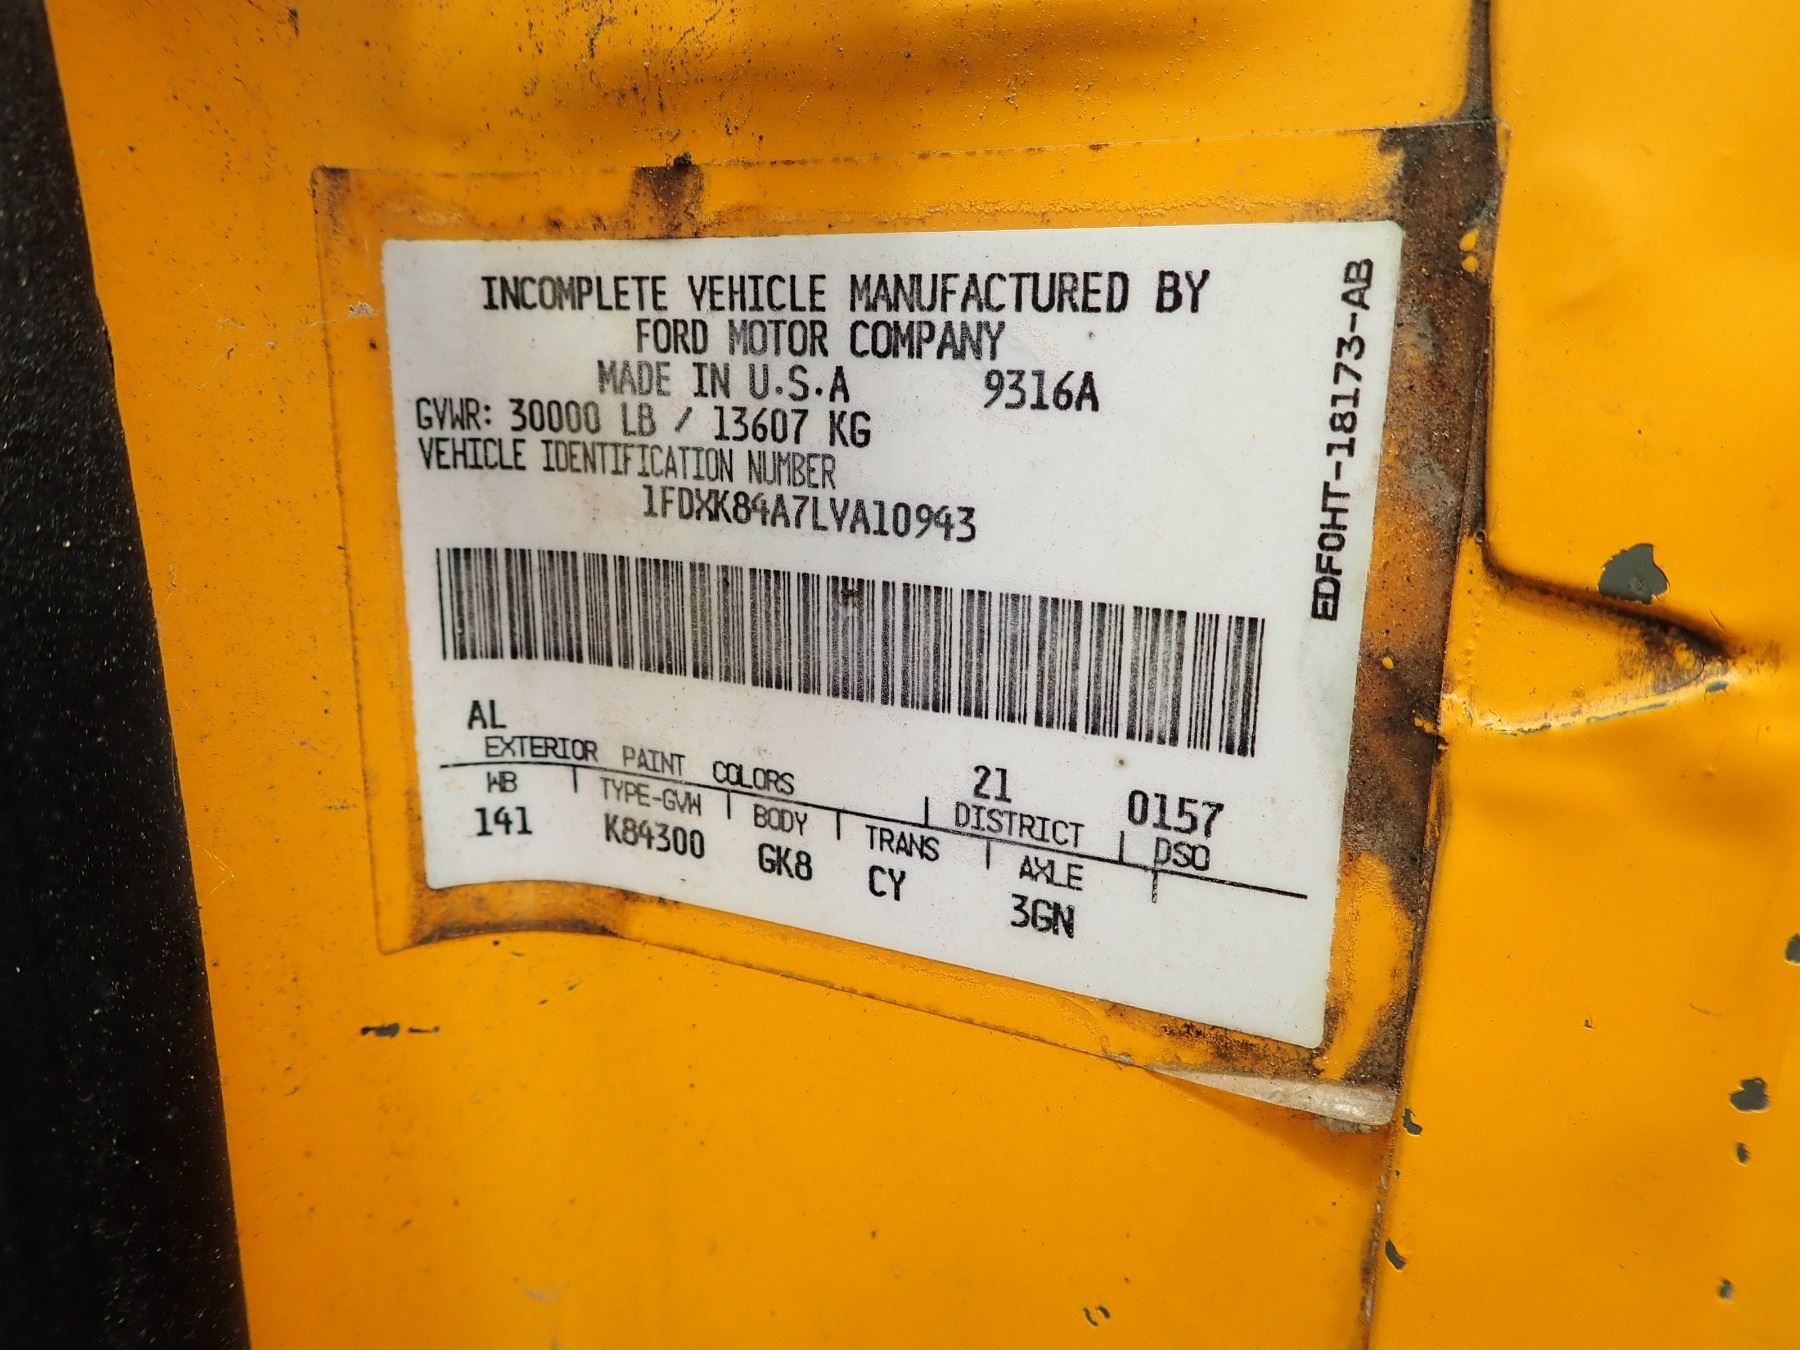 INCOMPLETE VEHICLE MANUFACTURED BY
FORD MOTOR COMPANY
MADE IN U.S.A 9316A
GVWR: 30000 LB / 13607 KG
VEHICLE IDENTIFICATION NUMBER
1FDXK84A7LVA10943
EDF0HT-18173-AB
AL 21 0157
EXTERIOR PAINT COLORS DISTRICT DSO
WB TYPE-GVW BODY TRANS AXLE
141 K84300 GK8 CY 3GN